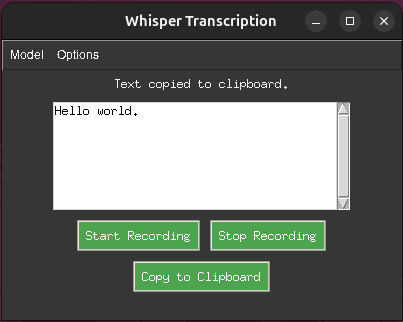 Whisper Transcription
Model Options
Text copied to clipboard.
Hello world.
Start Recording Stop Recording
Copy to Clipboard